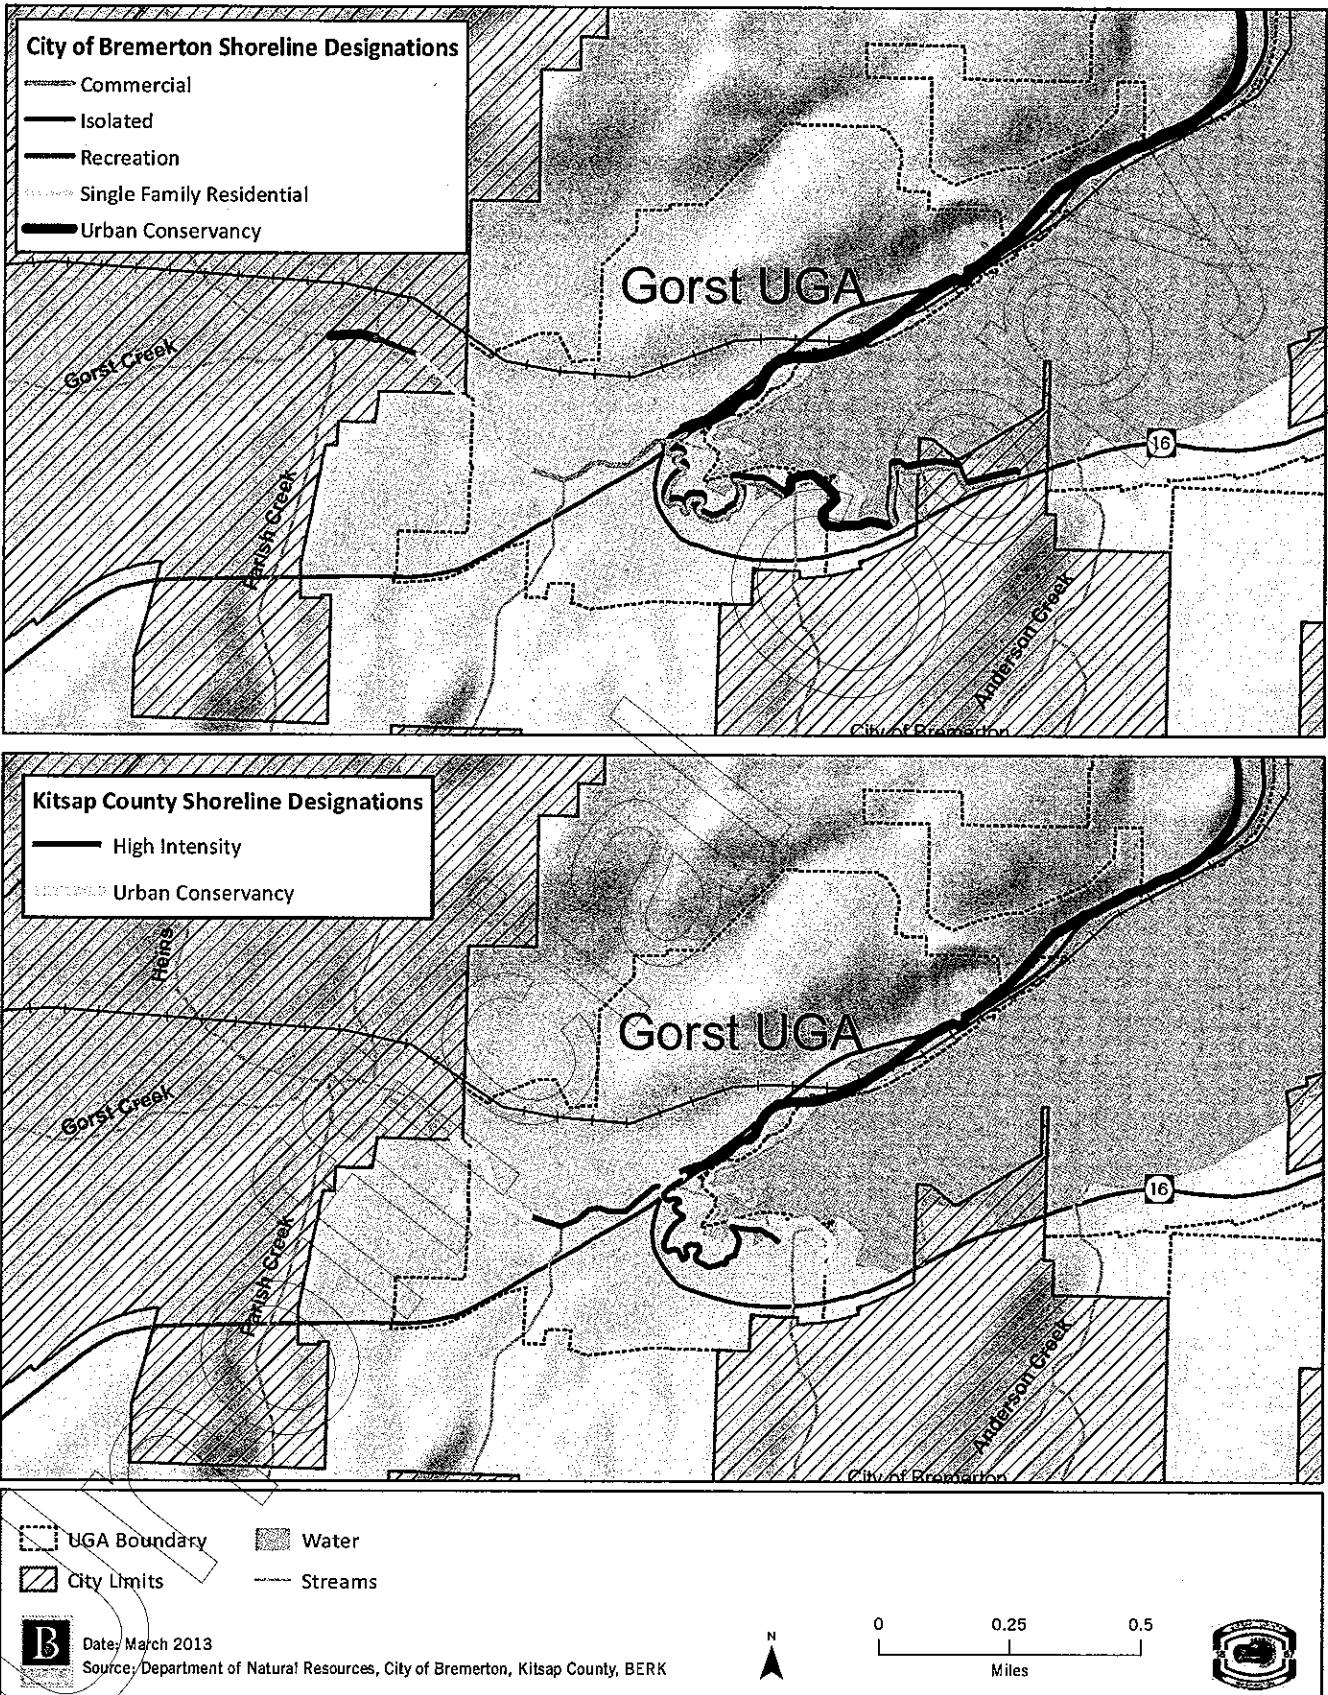 City of Bremerton Shoreline Designations
Commercial
Isolated
Recreation
Single Family Residential
Urban Conservancy
Gorst UGA
Gorst Creek
Parish Creek
16
Anderson Creek
City of Bremerton
Kitsap County Shoreline Designations
High Intensity
Urban Conservancy
Heins
Gorst UGA
Gorst Creek
16
Parish Creek
Anderson Creek
City of Bremerton
UGA Boundary
Water
City Limits
Streams
B
Date: March 2013
Source: Department of Natural Resources, City of Bremerton, Kitsap County, BERK
N
0 0.25 0.5
Miles